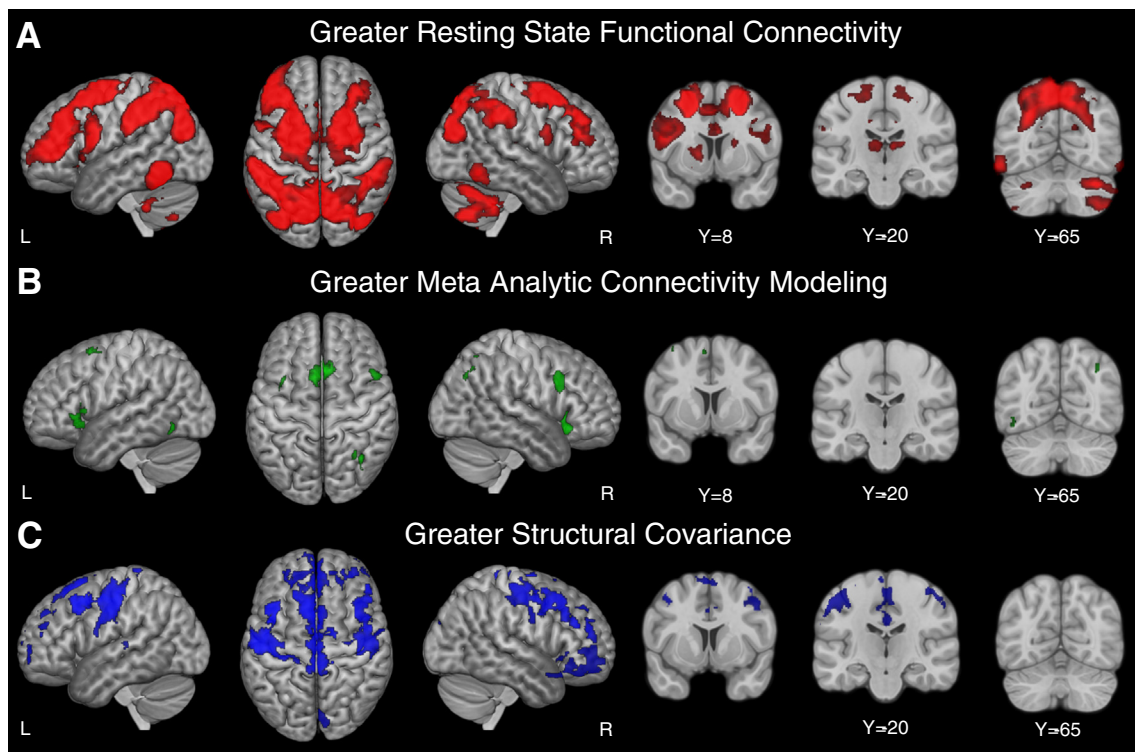 A Greater Resting State Functional Connectivity
L R Y=8 Y=-20 Y=-65
B Greater Meta Analytic Connectivity Modeling
L R Y=8 Y=-20 Y=-65
C Greater Structural Covariance
L R Y=-20 Y=-65